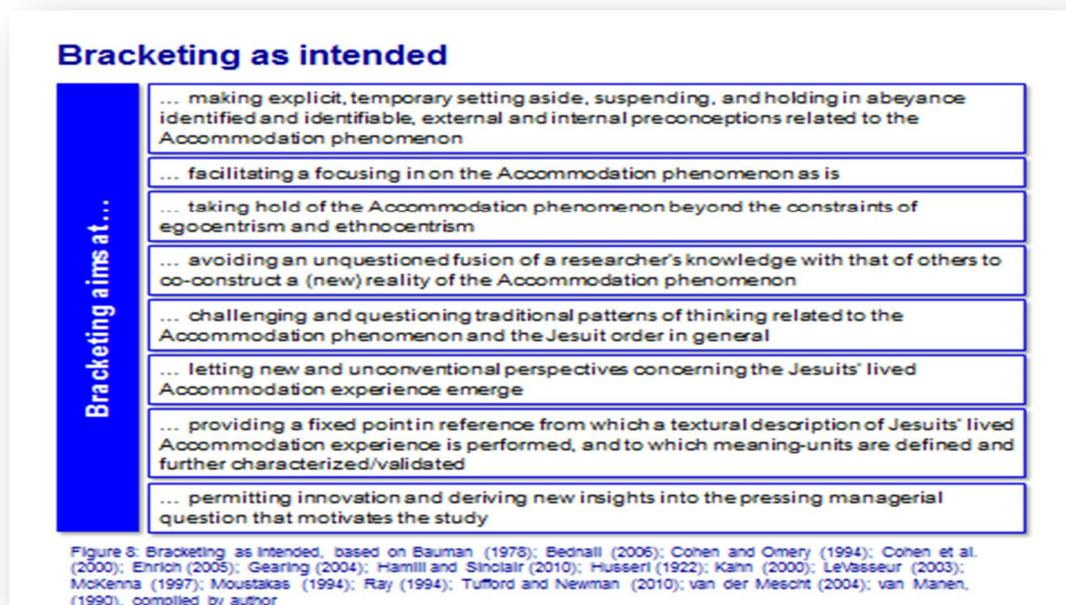 Bracketing as intended
Bracketing aims at...
... making explicit, temporary setting aside, suspending, and holding in abeyance
identified and identifiable, external and internal preconceptions related to the
Accommodation phenomenon
... facilitating a focusing in on the Accommodation phenomenon as is
... taking hold of the Accommodation phenomenon beyond the constraints of
egocentrism and ethnocentrism
... avoiding an unquestioned fusion of a researcher's knowledge with that of others to
co-construct a (new) reality of the Accommodation phenomenon
... challenging and questioning traditional patterns of thinking related to the
Accommodation phenomenon and the Jesuit order in general
... letting new and unconventional perspectives concerning the Jesuits' lived
Accommodation experience emerge
... providing a fixed point in reference from which a textural description of Jesuits' lived
Accommodation experience is performed, and to which meaning-units are defined and
further characterized/validated
... permitting innovation and deriving new insights into the pressing managerial
question that motivates the study
Figure 8: Bracketing as intended, based on Bauman (1978); Bednall (2006); Cohen and Omery (1994); Cohen et al.
(2000); Ehrich (2005); Gearing (2004); Hamill and Sinclair (2010); Husserl (1922); Kahn (2000); LeVasseur (2003);
McKenna (1997); Moustakas (1994); Ray (1994); Tufford and Newman (2010); van der Mescht (2004); van Manen,
(1990), compiled by author